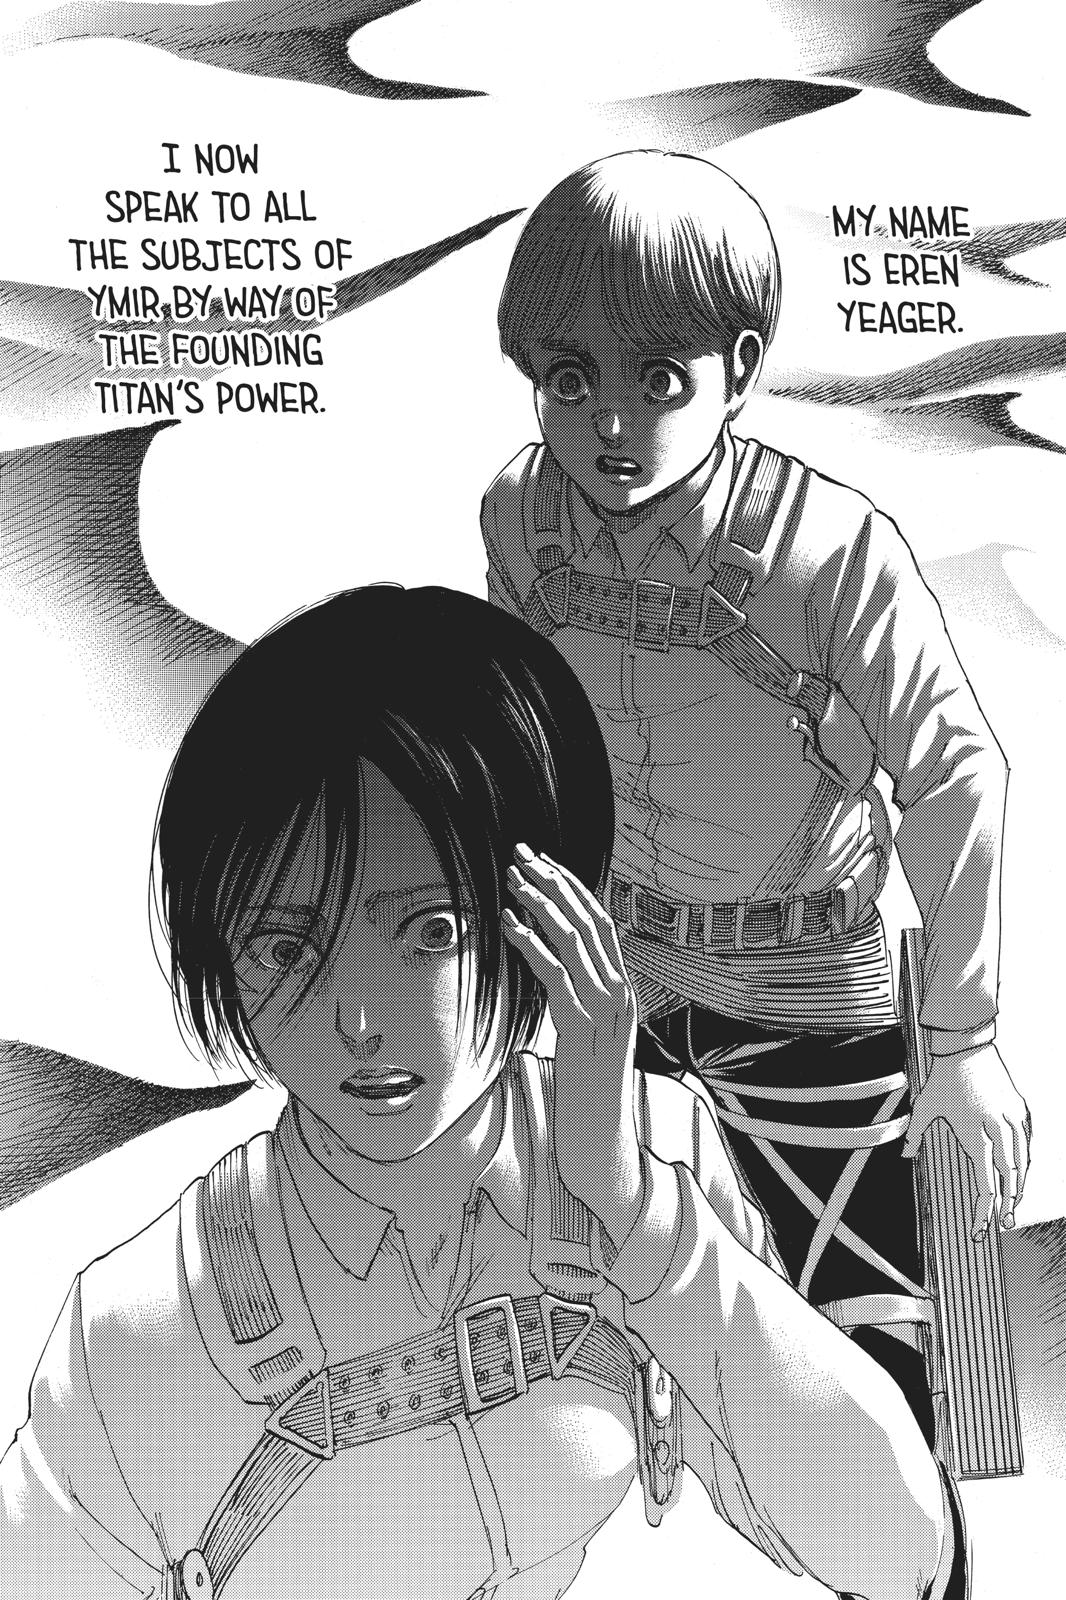 MY NAME
IS EREN
YEAGER.
I NOW
SPEAK TO ALL
THE SUBJECTS OF
YMIR BY WAY OF
THE FOUNDING
TITAN'S POWER.